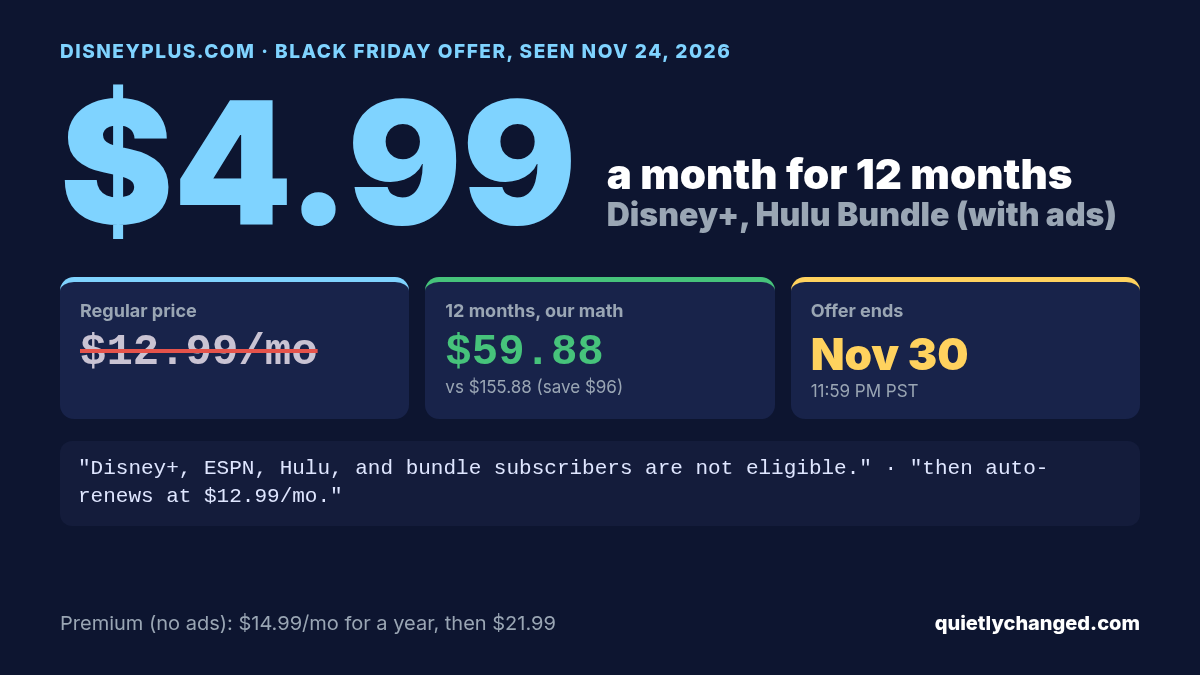 DISNEYPLUS.COM · BLACK FRIDAY OFFER, SEEN NOV 24, 2026
$4.99
a month for 12 months
Disney+, Hulu Bundle (with ads)
Regular price
$12.99/mo
12 months, our math
$59.88
vs $155.88 (save $96)
Offer ends
Nov 30
11:59 PM PST
"Disney+, ESPN, Hulu, and bundle subscribers are not eligible." · "then auto-
renews at $12.99/mo."
Premium (no ads): $14.99/mo for a year, then $21.99
quietlychanged.com